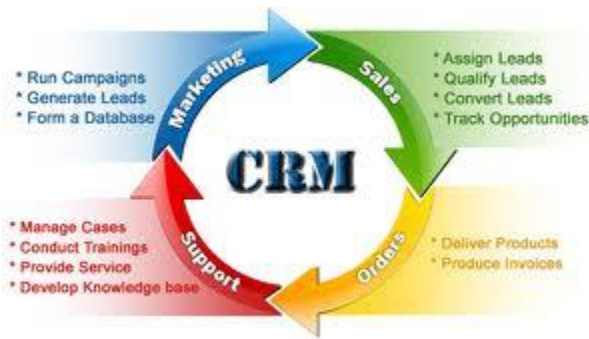 Marketing
* Run Campaigns
* Generate Leads
* Form a Database
Sales
* Assign Leads
* Qualify Leads
* Convert Leads
* Track Opportunities
CRM
Support
* Manage Cases
* Conduct Trainings
* Provide Service
* Develop Knowledge base
Orders
* Deliver Products
* Produce Invoices